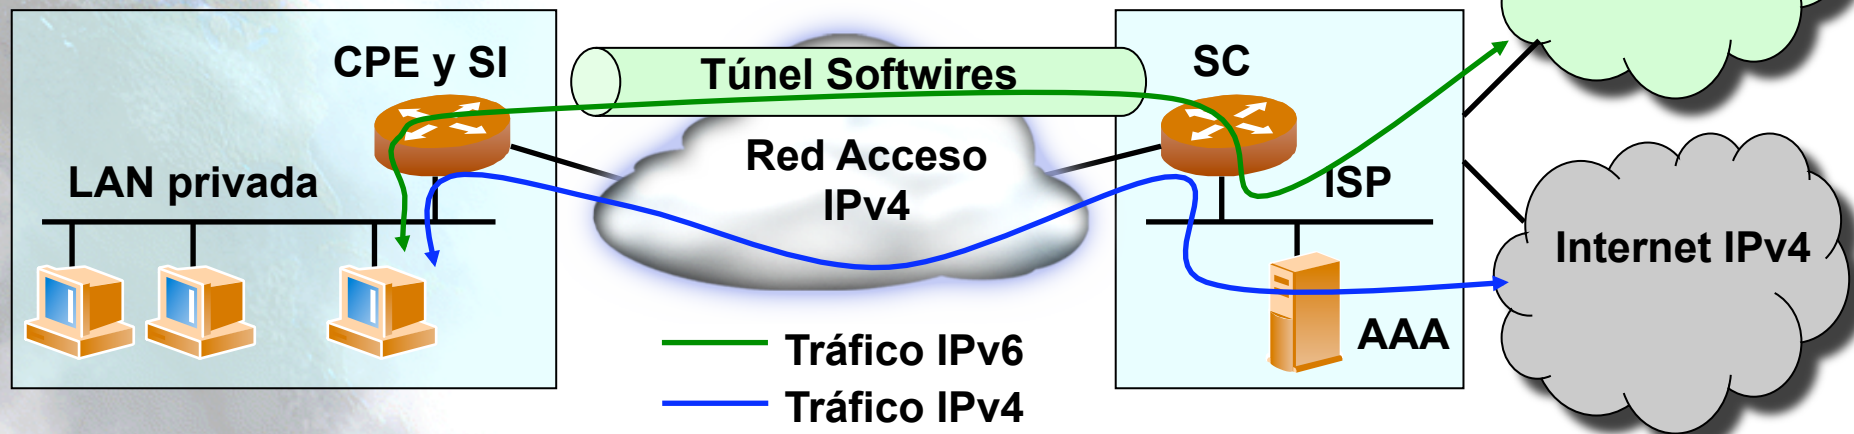 CPE y SI
Túnel Softwires
SC
LAN privada
Red Acceso
IPv4
ISP
Internet IPv4
AAA
Tráfico IPv6
Tráfico IPv4